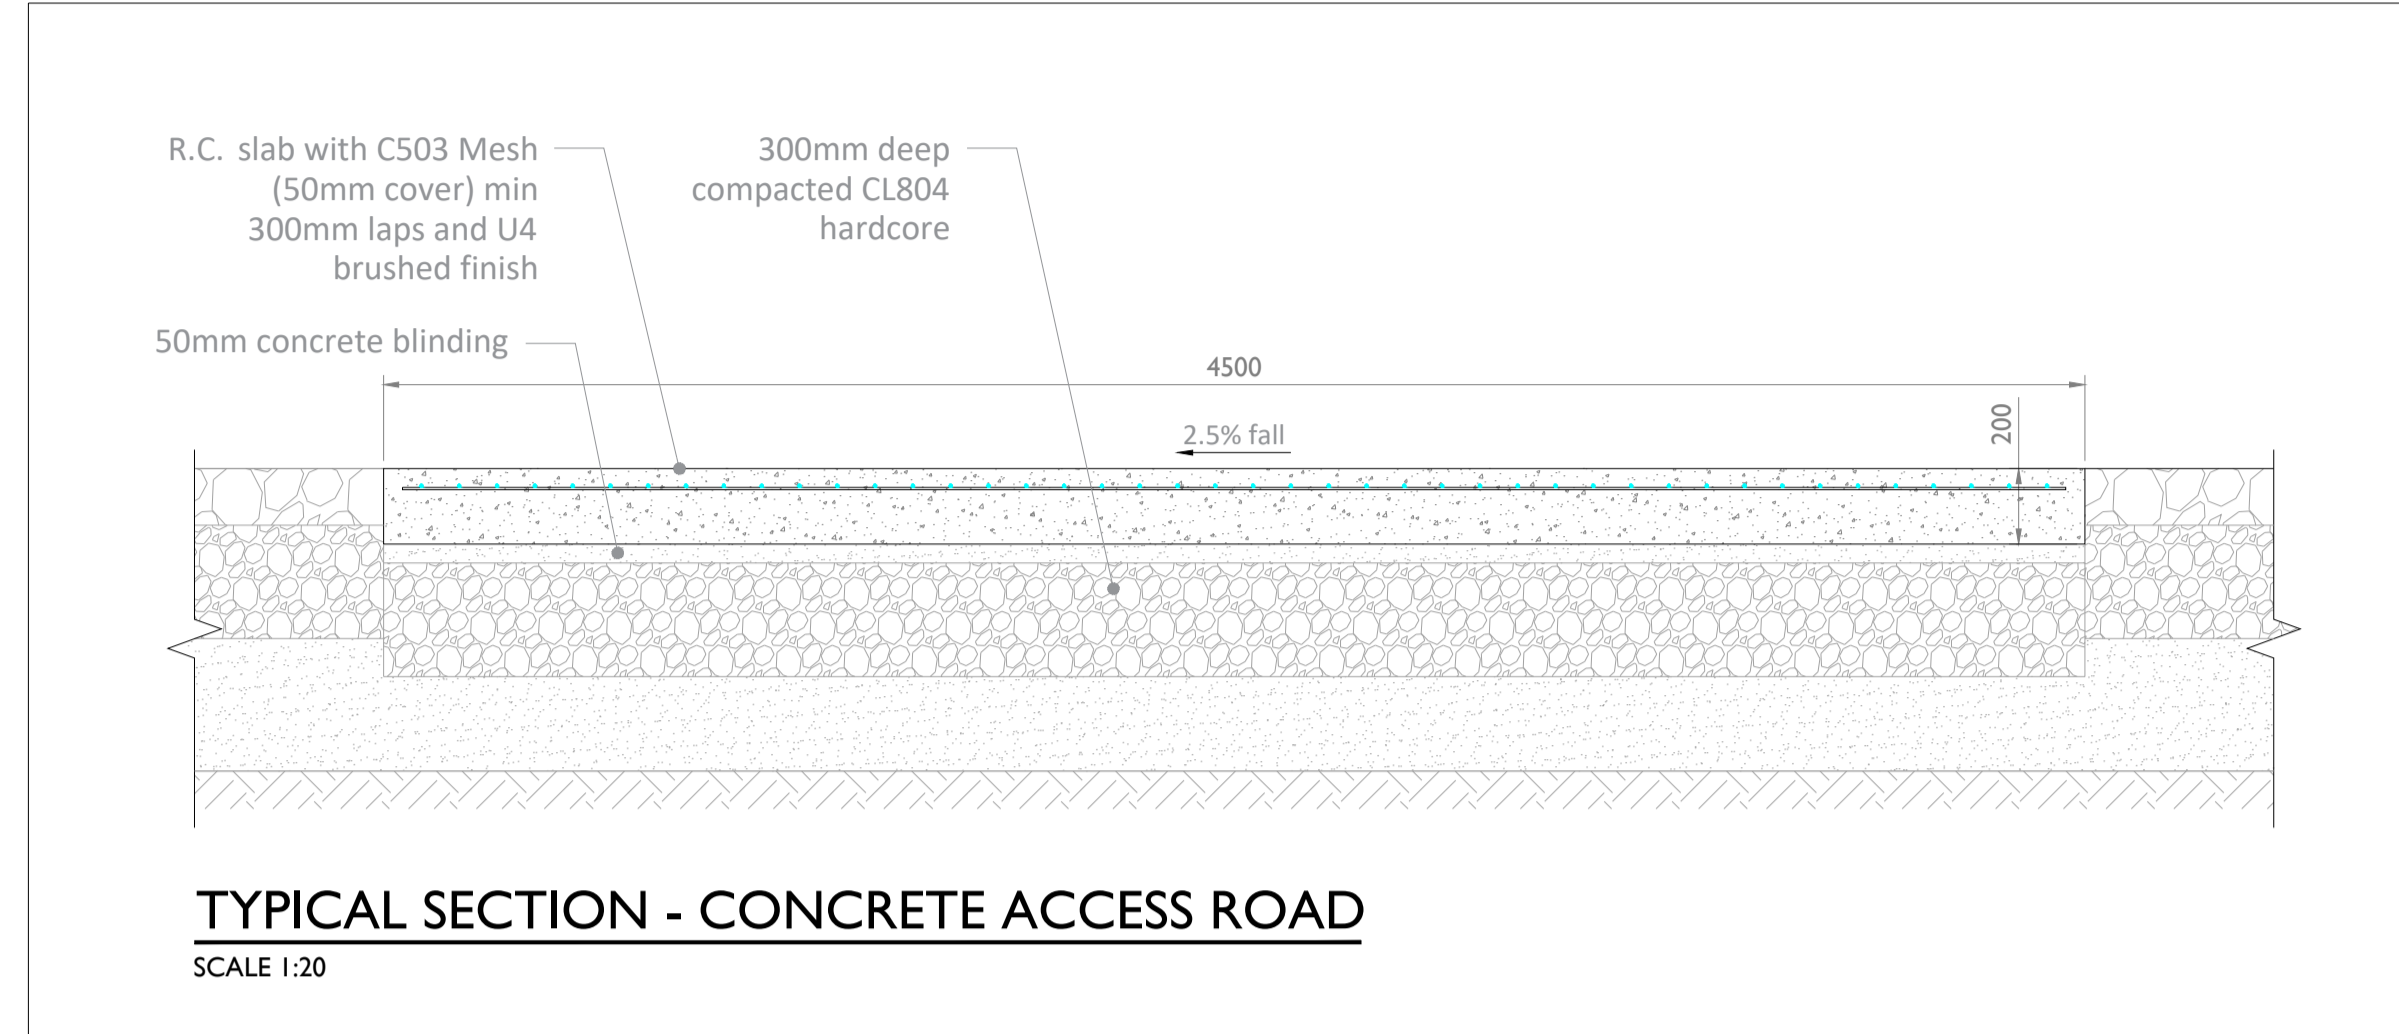 R.C. slab with C503 Mesh
(50mm cover) min
300mm laps and U4
brushed finish
300mm deep
compacted CL804
hardcore
50mm concrete blinding
4500
2.5% fall
200
TYPICAL SECTION - CONCRETE ACCESS ROAD
SCALE 1:20